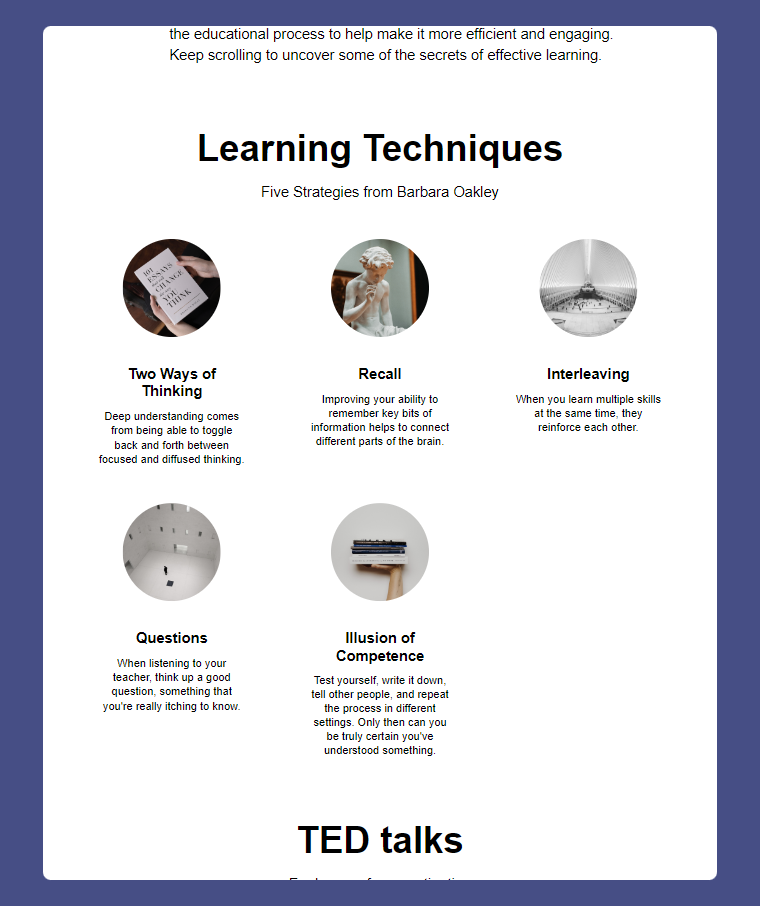 the educational process to help make it more efficient and engaging.
Keep scrolling to uncover some of the secrets of effective learning.
Learning Techniques
Five Strategies from Barbara Oakley
101
ESSAYS
CHANGE
YOU
THINK
Two Ways of
Thinking
Deep understanding comes
from being able to toggle
back and forth between
focused and diffused thinking.
Recall
Improving your ability to
remember key bits of
information helps to connect
different parts of the brain.
Interleaving
When you learn multiple skills
at the same time, they
reinforce each other.
Questions
When listening to your
teacher, think up a good
question, something that
you're really itching to know.
Illusion of
Competence
Test yourself, write it down,
tell other people, and repeat
the process in different
settings. Only then can you
be truly certain you've
understood something.
TED talks